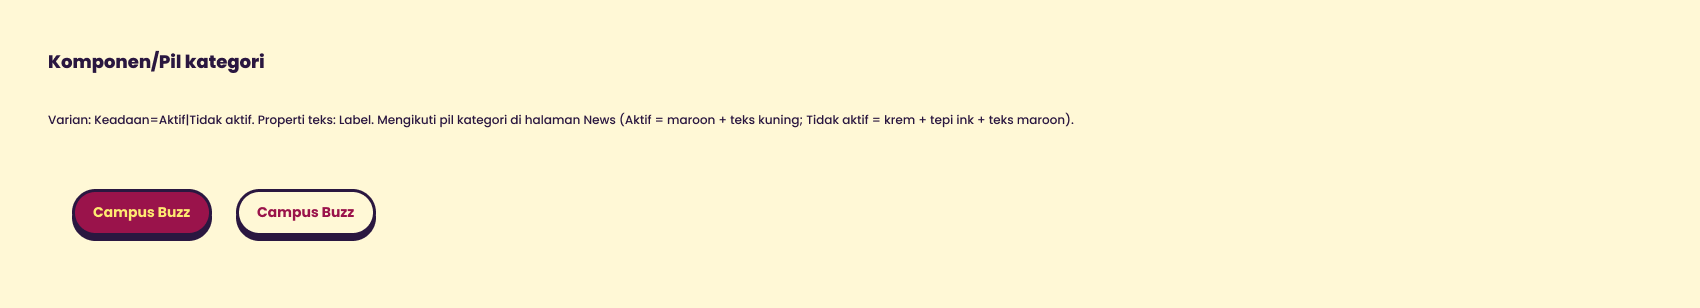 Komponen/Pil kategori
Varian: Keadaan=Aktif|Tidak aktif. Properti teks: Label. Mengikuti pil kategori di halaman News (Aktif = maroon + teks kuning; Tidak aktif = krem + tepi ink + teks maroon).
Campus Buzz
Campus Buzz